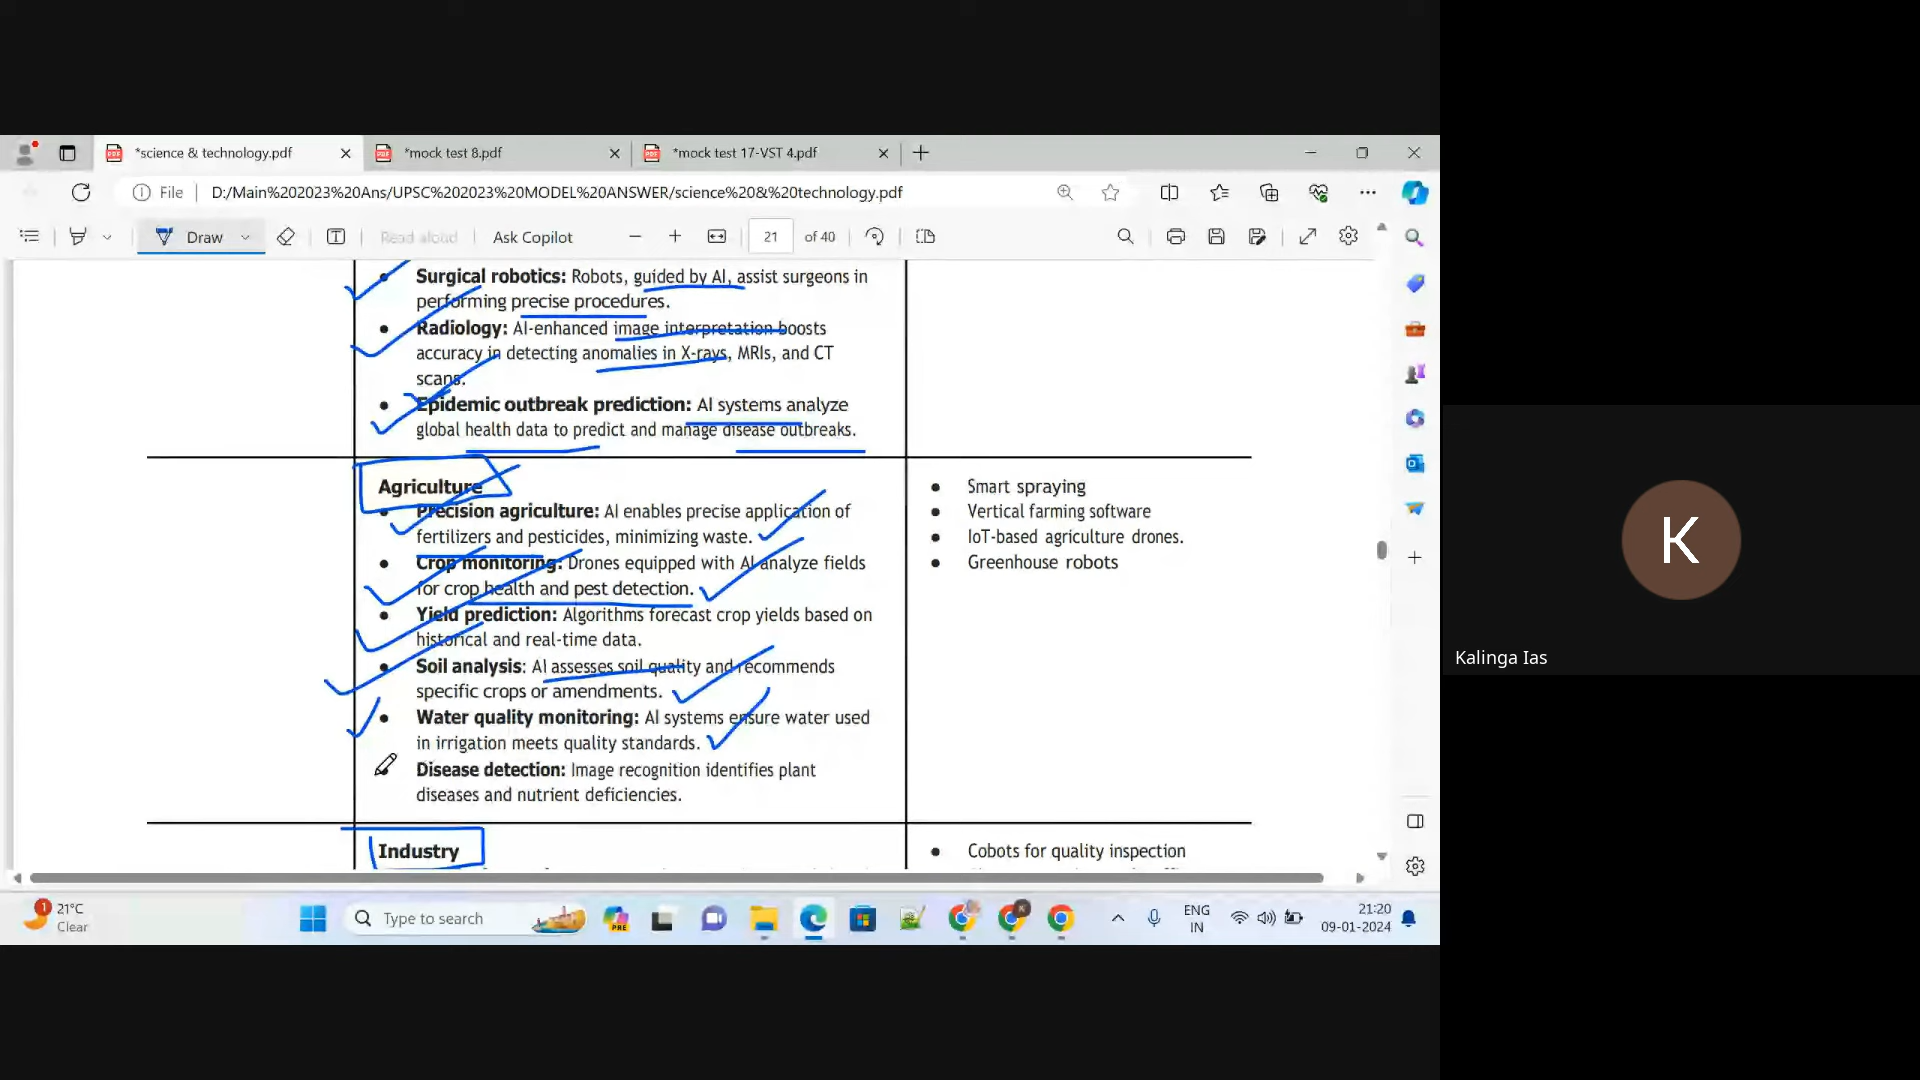 *science & technology.pdf
*mock test 8.pdf
*mock test 17-VST 4.pdf
File
D:/Main%202023%20Ans/UPSC%202023%20MODEL%20ANSWER/science%20&%20technology.pdf
Draw
Read aloud
Ask Copilot
21
of 40
Surgical robotics: Robots, guided by AI, assist surgeons in
performing precise procedures.
Radiology: AI-enhanced image interpretation boosts
accuracy in detecting anomalies in X-rays, MRIs, and CT
scans.
Epidemic outbreak prediction: AI systems analyze
global health data to predict and manage disease outbreaks.
Agriculture
Precision agriculture: AI enables precise application of
fertilizers and pesticides, minimizing waste.
Crop monitoring: Drones equipped with AI analyze fields
for crop health and pest detection.
Yield prediction: Algorithms forecast crop yields based on
historical and real-time data.
Soil analysis: AI assesses soil quality and recommends
specific crops or amendments.
Water quality monitoring: AI systems ensure water used
in irrigation meets quality standards.
Disease detection: Image recognition identifies plant
diseases and nutrient deficiencies.
Smart spraying
Vertical farming software
IoT-based agriculture drones.
Greenhouse robots
Industry
Cobots for quality inspection
K
Kalinga Ias
1
21°C
Clear
Type to search
PRE
K
ENG
IN
21:20
09-01-2024